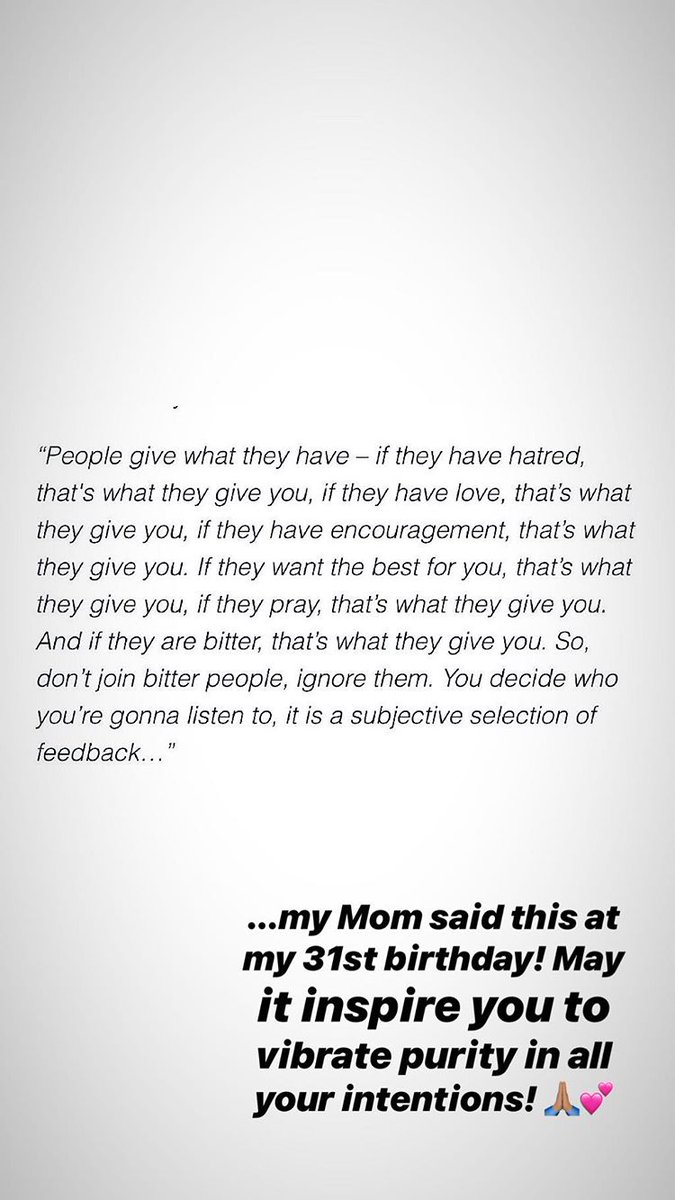 “People give what they have – if they have hatred,
that's what they give you, if they have love, that’s what
they give you, if they have encouragement, that’s what
they give you. If they want the best for you, that’s what
they give you, if they pray, that’s what they give you.
And if they are bitter, that’s what they give you. So,
don’t join bitter people, ignore them. You decide who
you’re gonna listen to, it is a subjective selection of
feedback…”
...my Mom said this at
my 31st birthday! May
it inspire you to
vibrate purity in all
your intentions! 🙏🏽💕